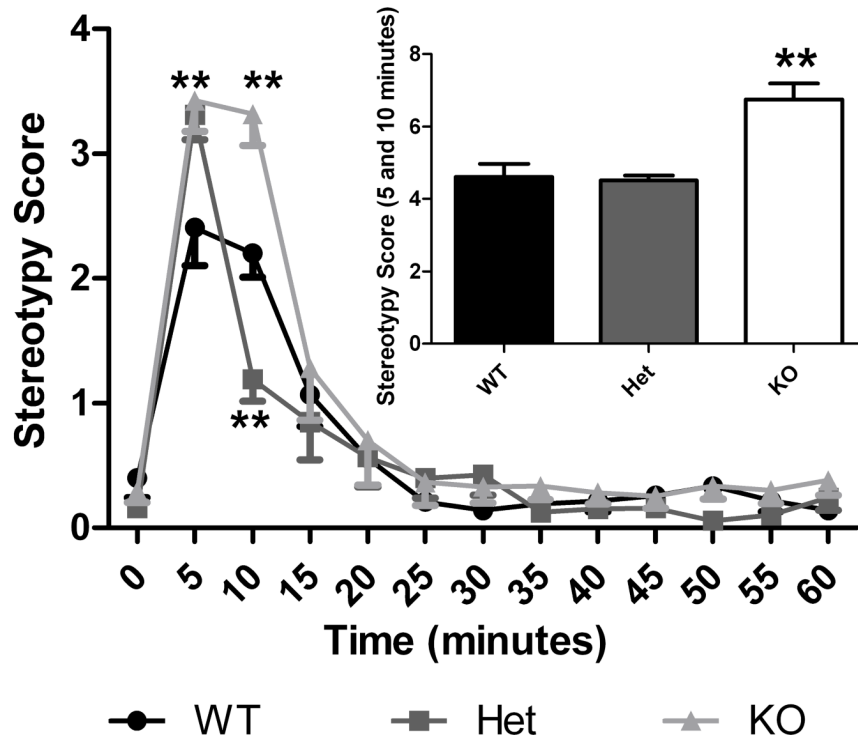 Stereotypy Score
4
3
2
1
0
** **
**
0 5 10 15 20 25 30 35 40 45 50 55 60
Time (minutes)
Stereotypy Score (5 and 10 minutes)
8
6
4
2
0
**
WT Het KO
WT Het KO